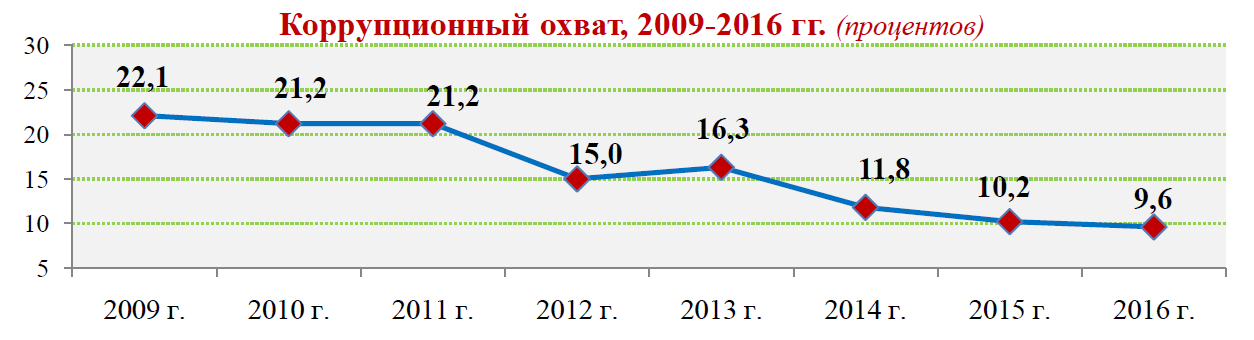 Коррупционный охват, 2009-2016 гг. (процентов)
30
25
20
15
10
5
22,1
21,2
21,2
15,0
16,3
11,8
10,2
9,6
2009 г.
2010 г.
2011 г.
2012 г.
2013 г.
2014 г.
2015 г.
2016 г.